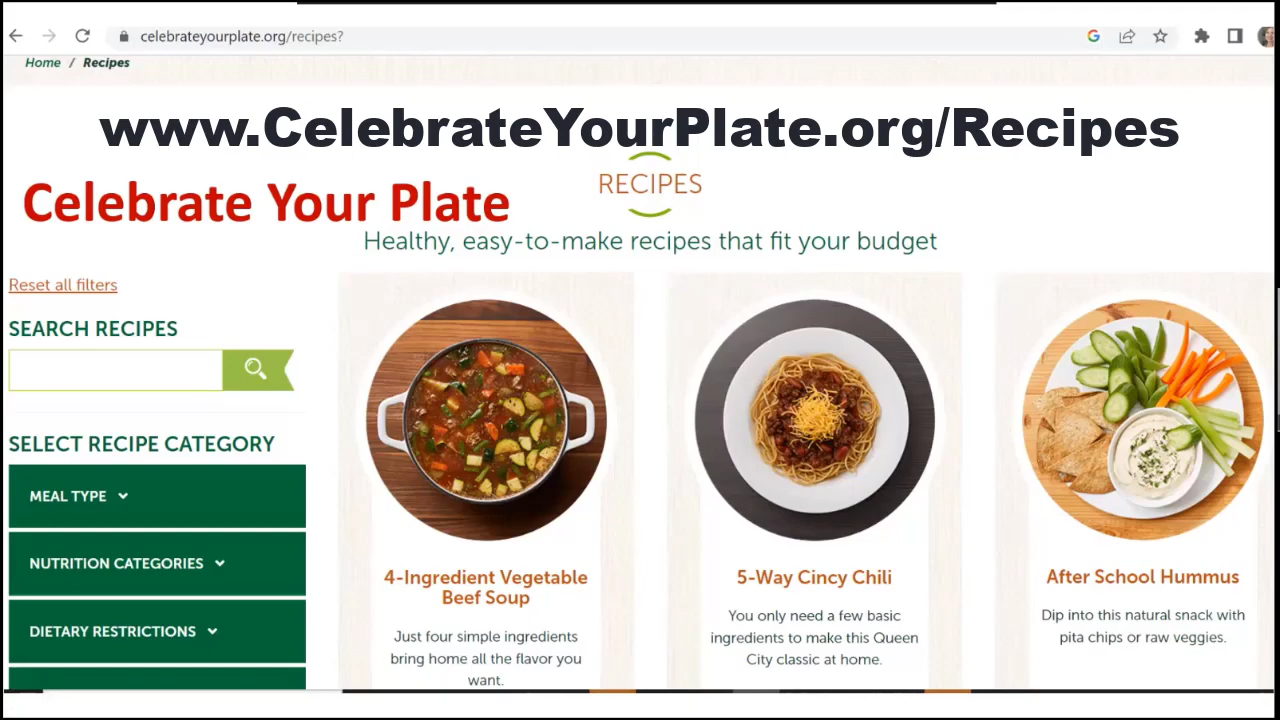 celebrateyourplate.org/recipes?
Home / Recipes
www.CelebrateYourPlate.org/Recipes
Celebrate Your Plate
RECIPES
Healthy, easy-to-make recipes that fit your budget
Reset all filters
SEARCH RECIPES
SELECT RECIPE CATEGORY
MEAL TYPE
NUTRITION CATEGORIES
DIETARY RESTRICTIONS
4-Ingredient Vegetable
Beef Soup
Just four simple ingredients
bring home all the flavor you
want.
5-Way Cincy Chili
You only need a few basic
ingredients to make this Queen
City classic at home.
After School Hummus
Dip into this natural snack with
pita chips or raw veggies.